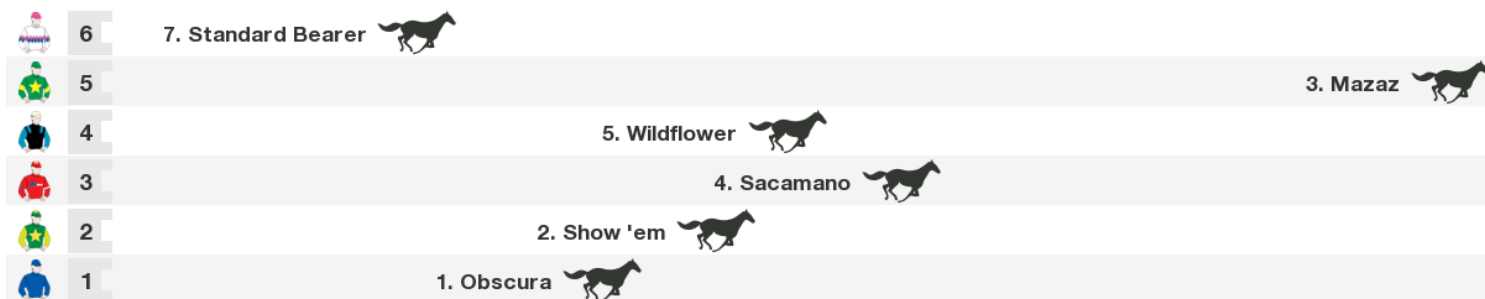 6 7. Standard Bearer
5 3. Mazaz
4 5. Wildflower
3 4. Sacamano
2 2. Show 'em
1 1. Obscura